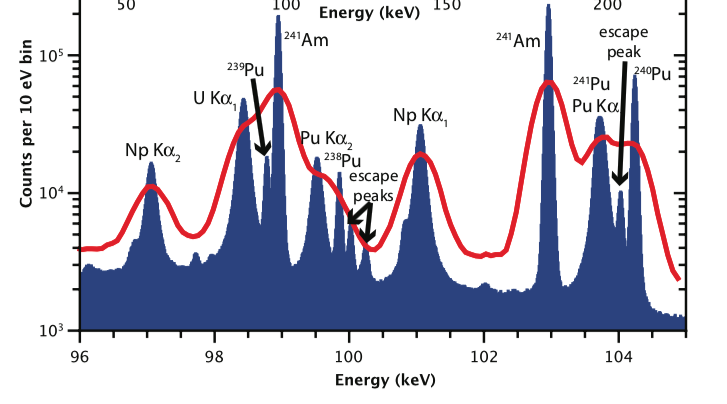 50 100 150 200
Energy (keV)
escape
peak
10⁵
²⁴¹Am
²⁴¹Am
²³⁹Pu
²⁴¹Pu
²⁴⁰Pu
U Kα₁
Pu Kα
Np Kα₁
Pu Kα₂
Np Kα₂
²³⁸Pu
escape
peaks
10⁴
10³
Counts per 10 eV bin
96 98 100 102 104
Energy (keV)